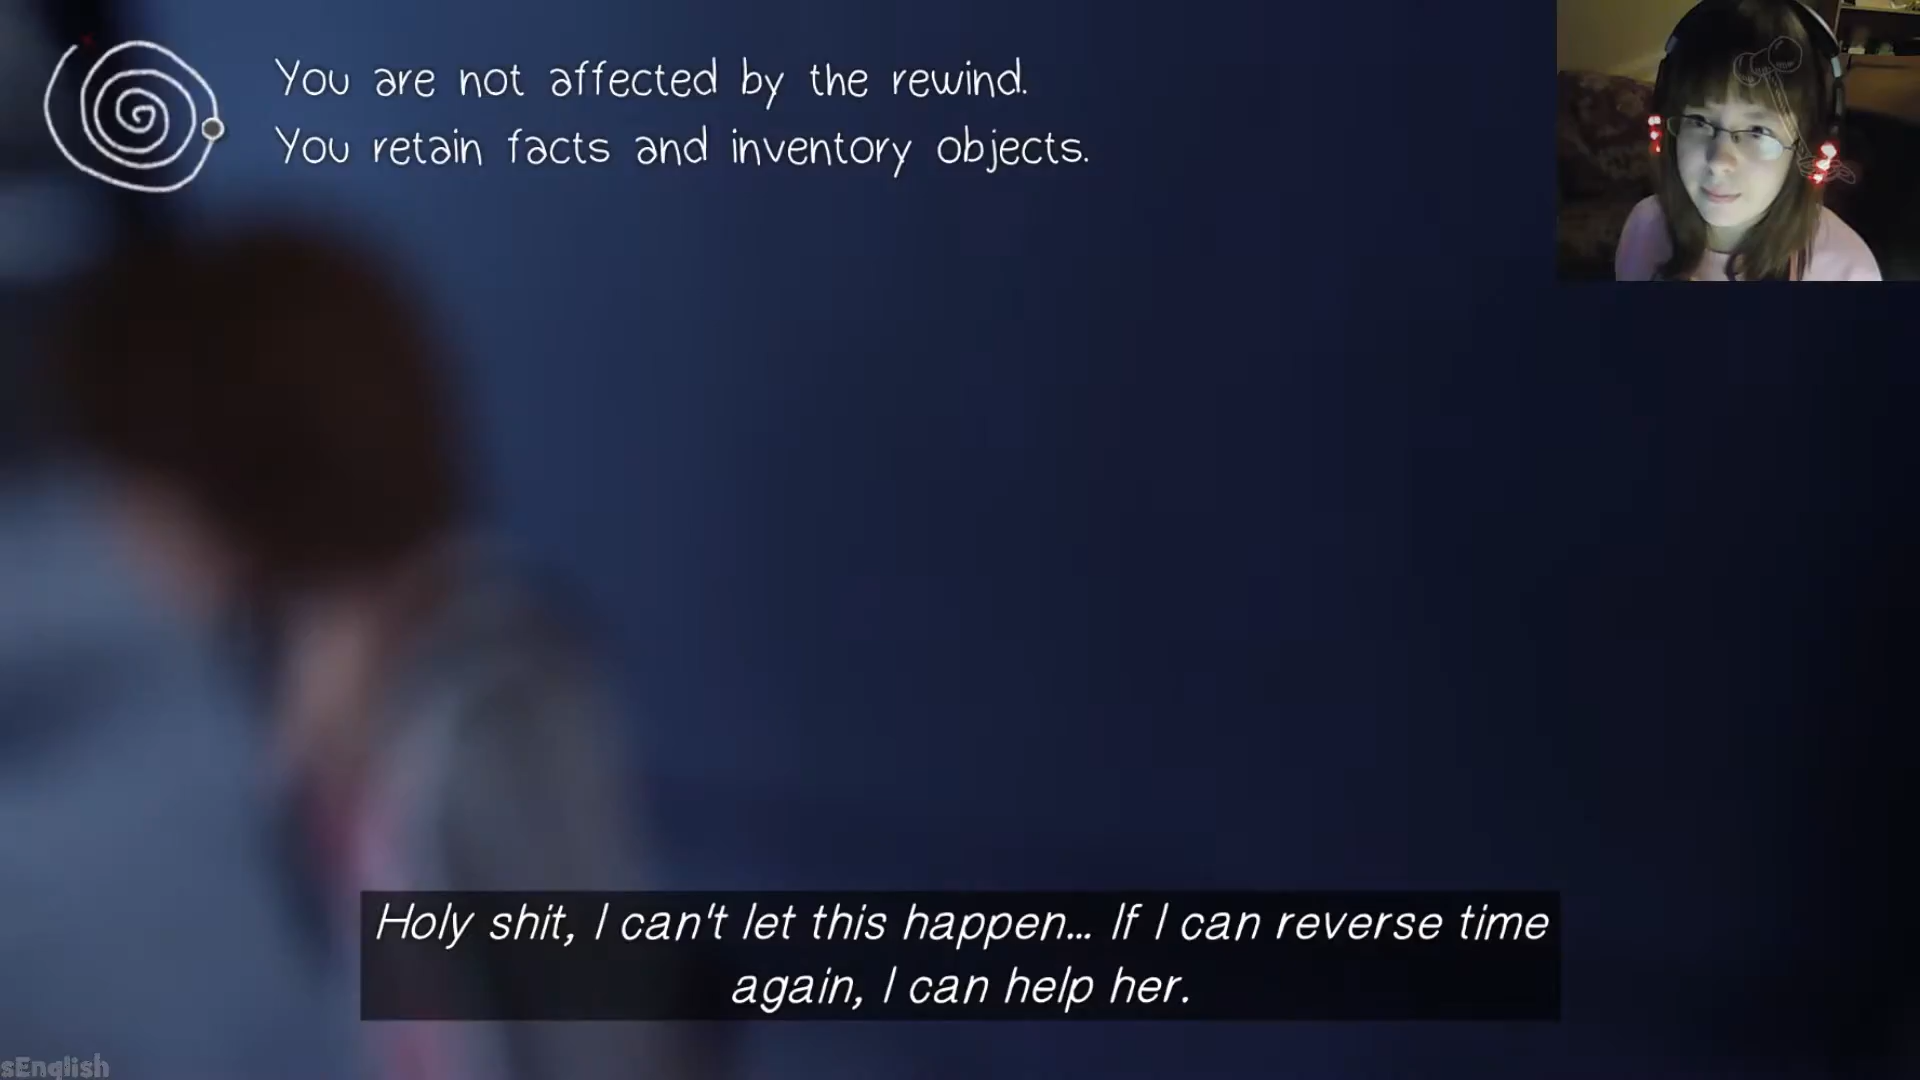 You are not affected by the rewind.
You retain facts and inventory objects.
Holy shit, I can't let this happen... If I can reverse time
again, I can help her.
sEnglish